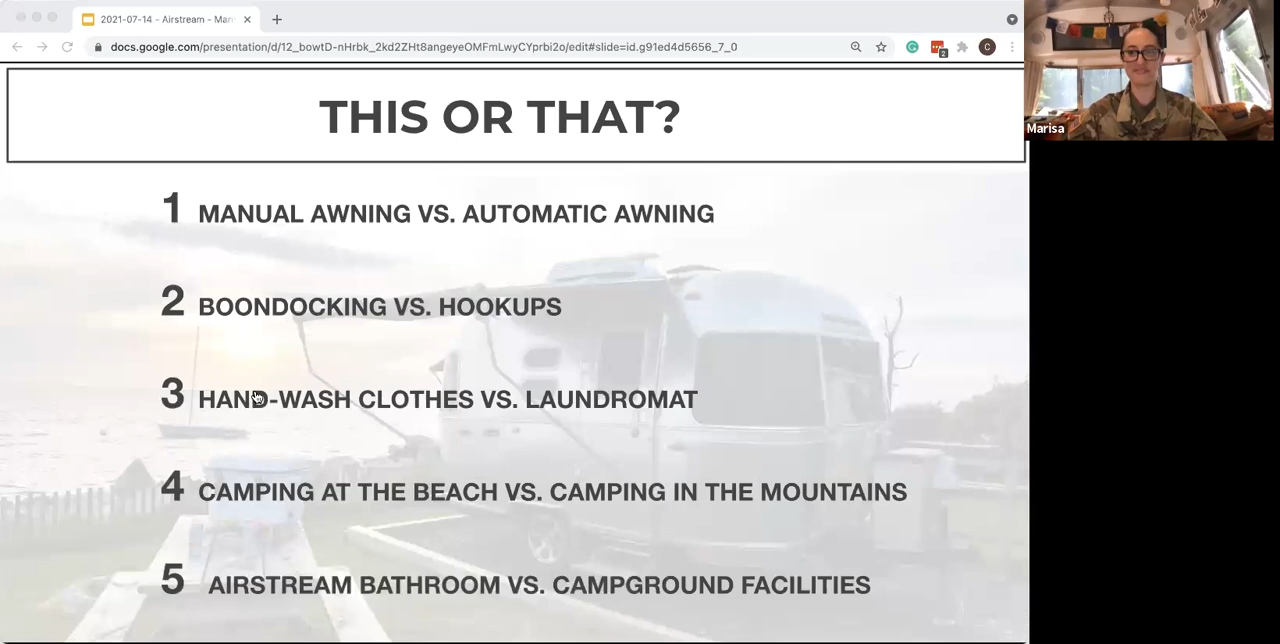 2021-07-14 - Airstream - Man
docs.google.com/presentation/d/12_bowtD-nHrbk_2kd2ZHt8angeyeOMFmLwyCYprbi2o/edit#slide=id.g91ed4d5656_7_0
2
C
Marisa
THIS OR THAT?
1 MANUAL AWNING VS. AUTOMATIC AWNING
2 BOONDOCKING VS. HOOKUPS
3 HAND-WASH CLOTHES VS. LAUNDROMAT
4 CAMPING AT THE BEACH VS. CAMPING IN THE MOUNTAINS
5 AIRSTREAM BATHROOM VS. CAMPGROUND FACILITIES